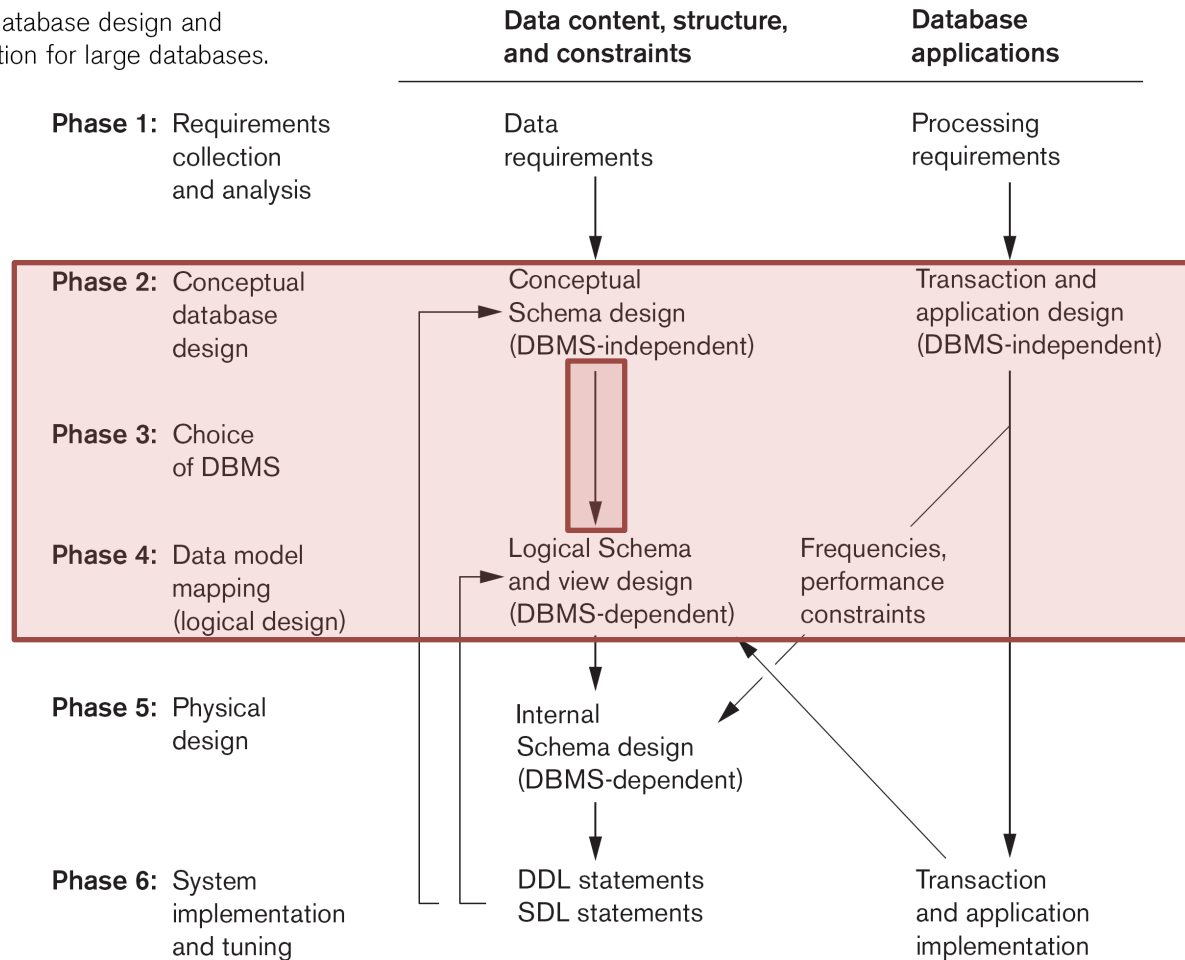 atabase design and
tion for large databases.
Data content, structure,
and constraints
Database
applications
Phase 1: Requirements
collection
and analysis
Data
requirements
Processing
requirements
Phase 2: Conceptual
database
design
Conceptual
Schema design
(DBMS-independent)
Transaction and
application design
(DBMS-independent)
Phase 3: Choice
of DBMS
Phase 4: Data model
mapping
(logical design)
Logical Schema
and view design
(DBMS-dependent)
Frequencies,
performance
constraints
Phase 5: Physical
design
Internal
Schema design
(DBMS-dependent)
Phase 6: System
implementation
and tuning
DDL statements
SDL statements
Transaction
and application
implementation